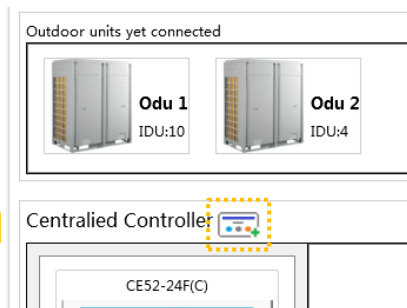 Outdoor units yet connected
Odu 1
IDU:10
Odu 2
IDU:4
Centralied Controller
CE52-24F(C)